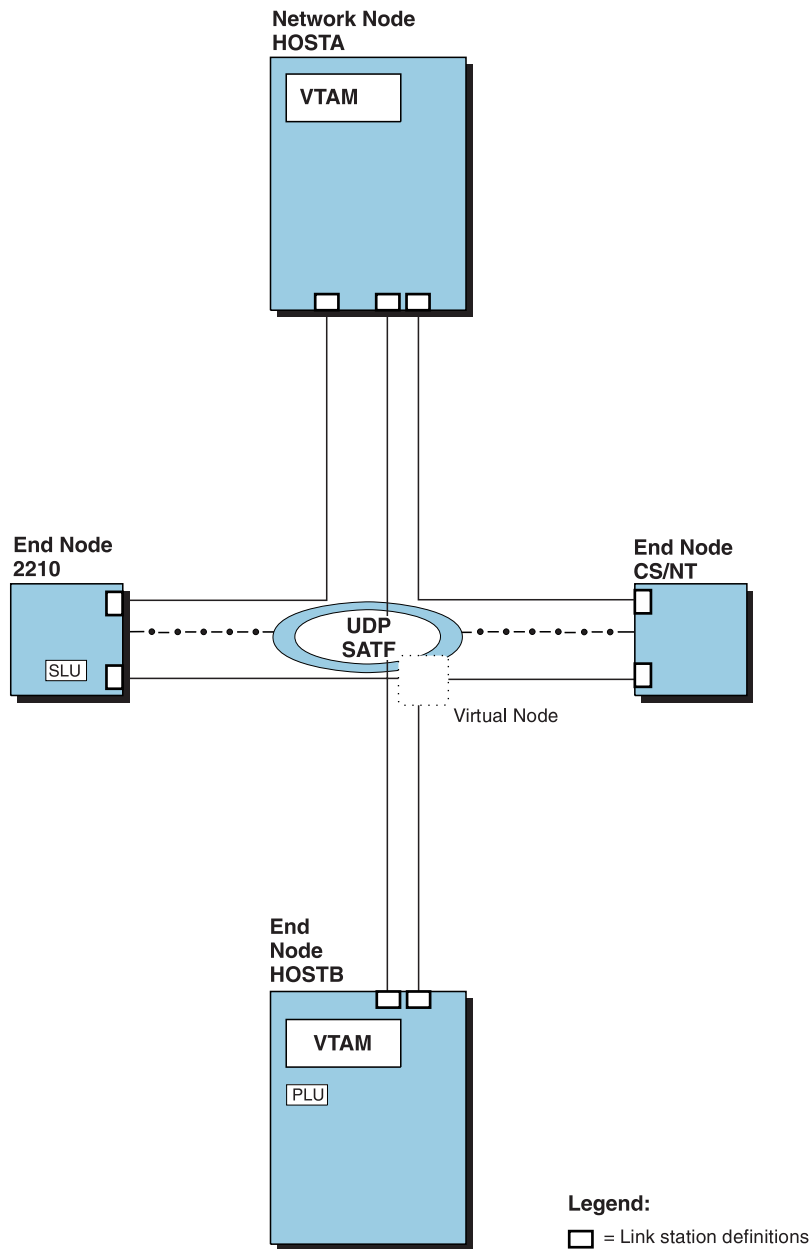 Network Node
HOSTA
VTAM
End Node
2210
SLU
UDP
SATF
End Node
CS/NT
Virtual Node
End
Node
HOSTB
VTAM
PLU
Legend:
= Link station definitions